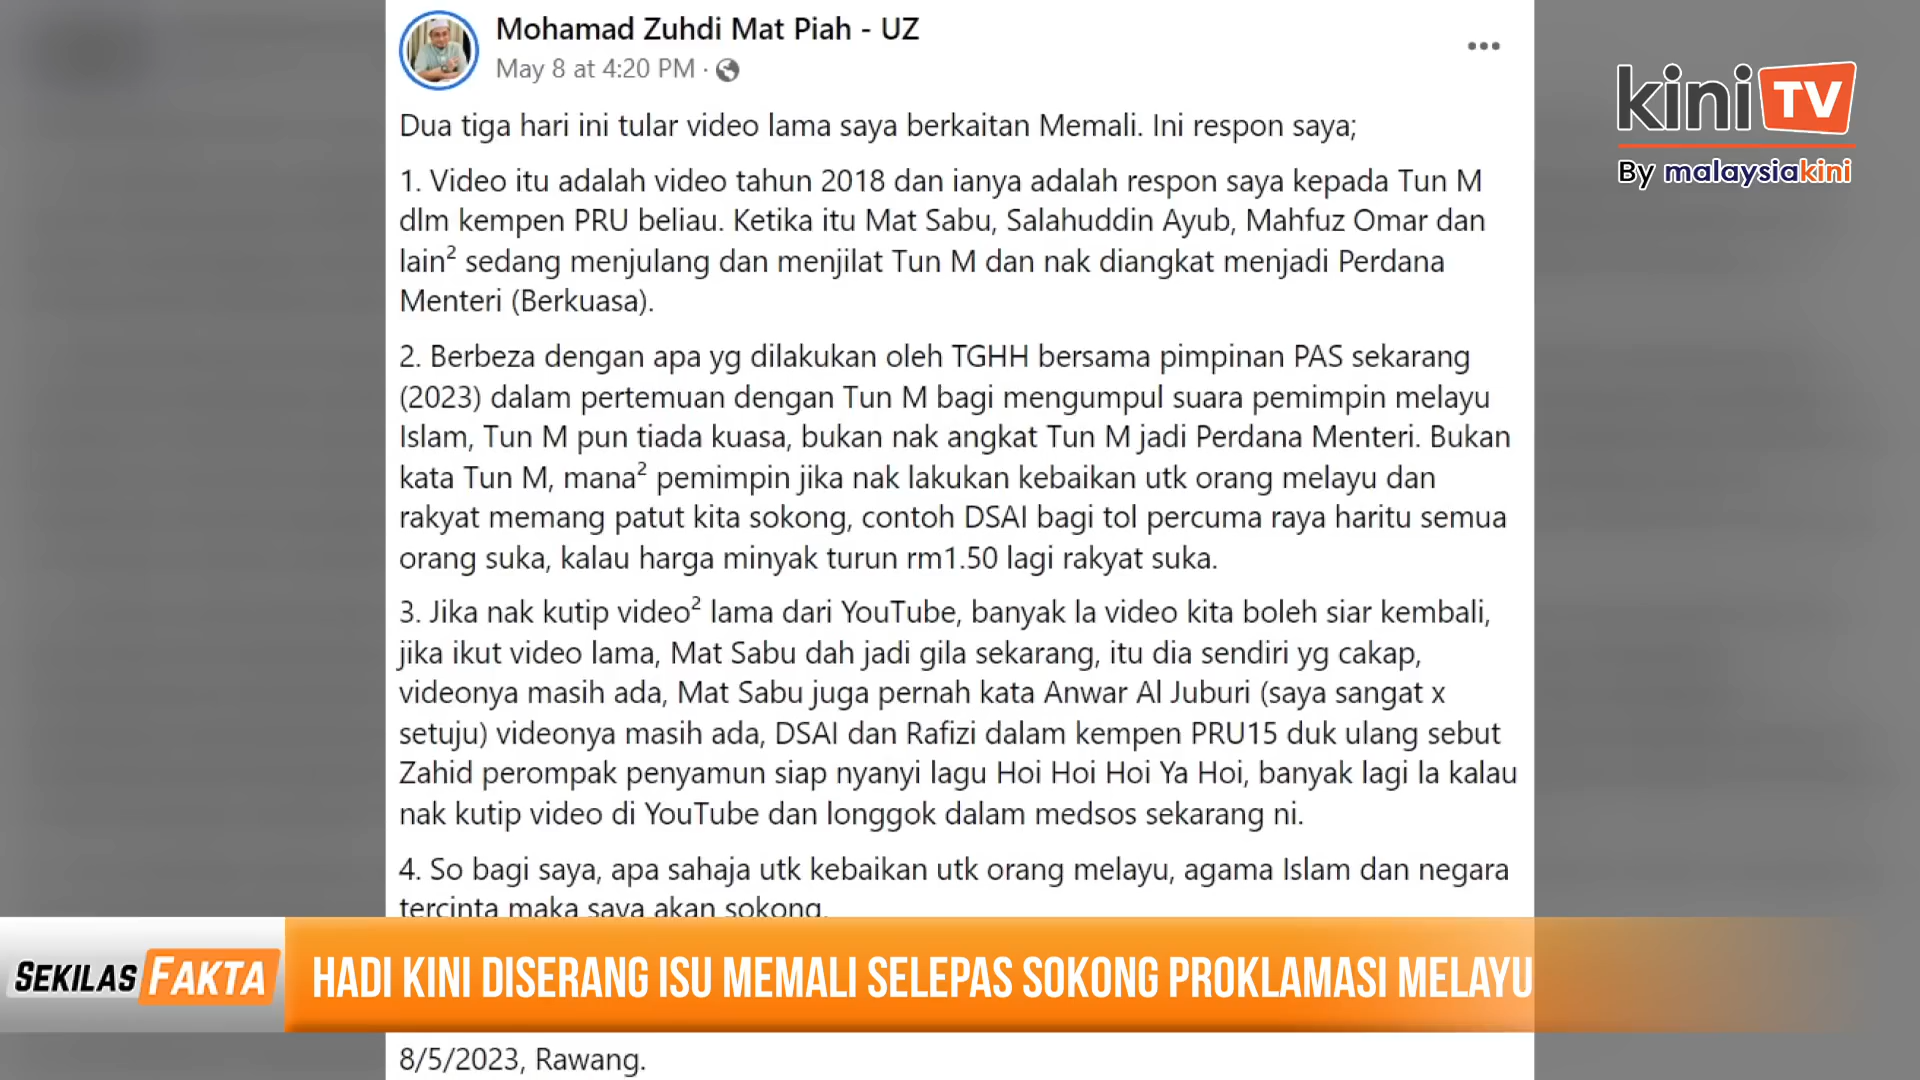 Mohamad Zuhdi Mat Piah - UZ
May 8 at 4:20 PM ·
kini TV
By malaysiakini
Dua tiga hari ini tular video lama saya berkaitan Memali. Ini respon saya;
1. Video itu adalah video tahun 2018 dan ianya adalah respon saya kepada Tun M
dlm kempen PRU beliau. Ketika itu Mat Sabu, Salahuddin Ayub, Mahfuz Omar dan
lain² sedang menjulang dan menjilat Tun M dan nak diangkat menjadi Perdana
Menteri (Berkuasa).
2. Berbeza dengan apa yg dilakukan oleh TGHH bersama pimpinan PAS sekarang
(2023) dalam pertemuan dengan Tun M bagi mengumpul suara pemimpin melayu
Islam, Tun M pun tiada kuasa, bukan nak angkat Tun M jadi Perdana Menteri. Bukan
kata Tun M, mana² pemimpin jika nak lakukan kebaikan utk orang melayu dan
rakyat memang patut kita sokong, contoh DSAI bagi tol percuma raya haritu semua
orang suka, kalau harga minyak turun rm1.50 lagi rakyat suka.
3. Jika nak kutip video² lama dari YouTube, banyak la video kita boleh siar kembali,
jika ikut video lama, Mat Sabu dah jadi gila sekarang, itu dia sendiri yg cakap,
videonya masih ada, Mat Sabu juga pernah kata Anwar Al Juburi (saya sangat x
setuju) videonya masih ada, DSAI dan Rafizi dalam kempen PRU15 duk ulang sebut
Zahid perompak penyamun siap nyanyi lagu Hoi Hoi Hoi Ya Hoi, banyak lagi la kalau
nak kutip video di YouTube dan longgok dalam medsos sekarang ni.
4. So bagi saya, apa sahaja utk kebaikan utk orang melayu, agama Islam dan negara
tercinta maka saya akan sokong.
SEKILAS FAKTA
HADI KINI DISERANG ISU MEMALI SELEPAS SOKONG PROKLAMASI MELAYU
8/5/2023, Rawang.